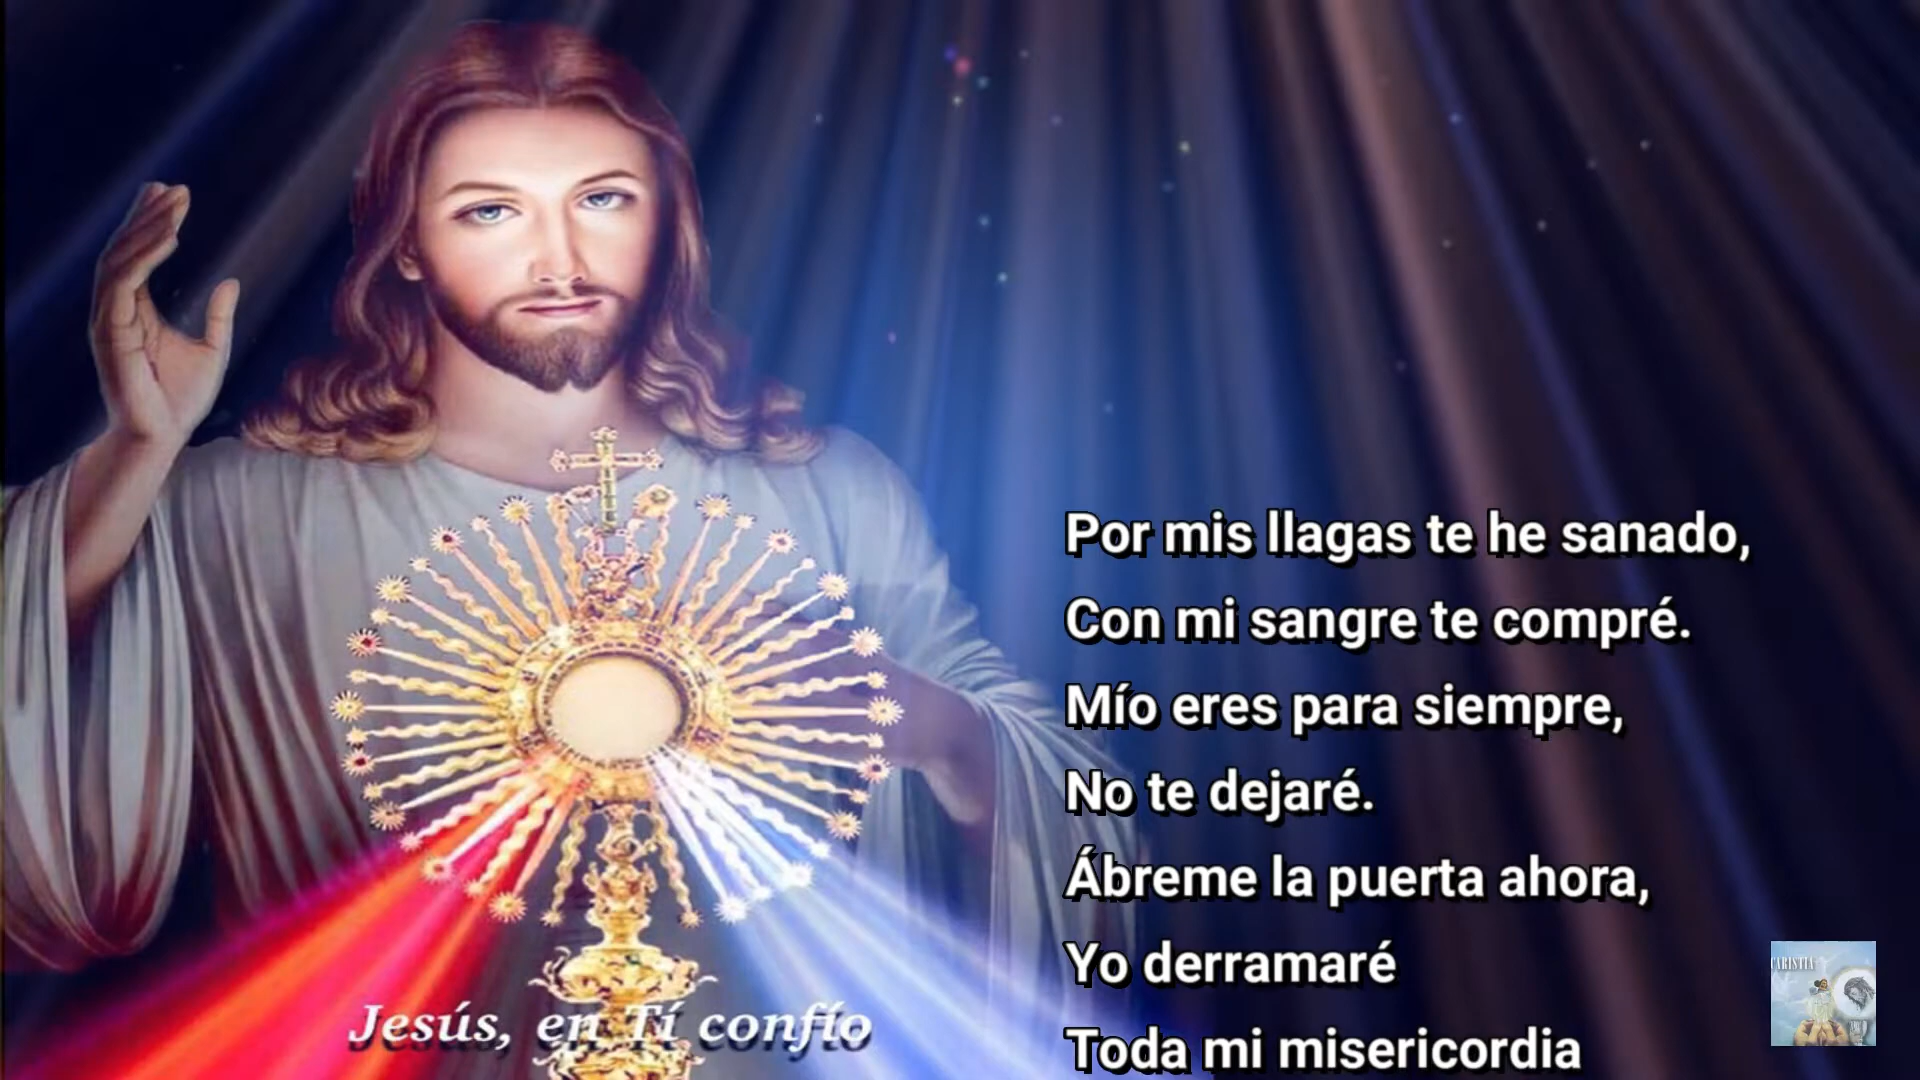 Por mis llagas te he sanado,
Con mi sangre te compré.
Mío eres para siempre,
No te dejaré.
Ábreme la puerta ahora,
Yo derramaré
Toda mi misericordia
Jesús, en Tí confío